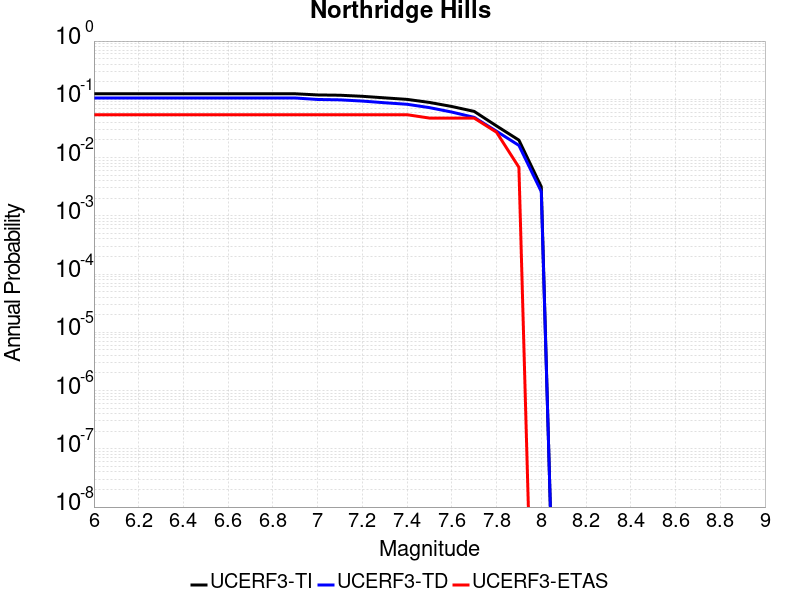 Northridge Hills
10^0
10^-1
10^-2
10^-3
10^-4
10^-5
10^-6
10^-7
10^-8
Annual Probability
6 6.2 6.4 6.6 6.8 7 7.2 7.4 7.6 7.8 8 8.2 8.4 8.6 8.8 9
Magnitude
UCERF3-TI UCERF3-TD UCERF3-ETAS